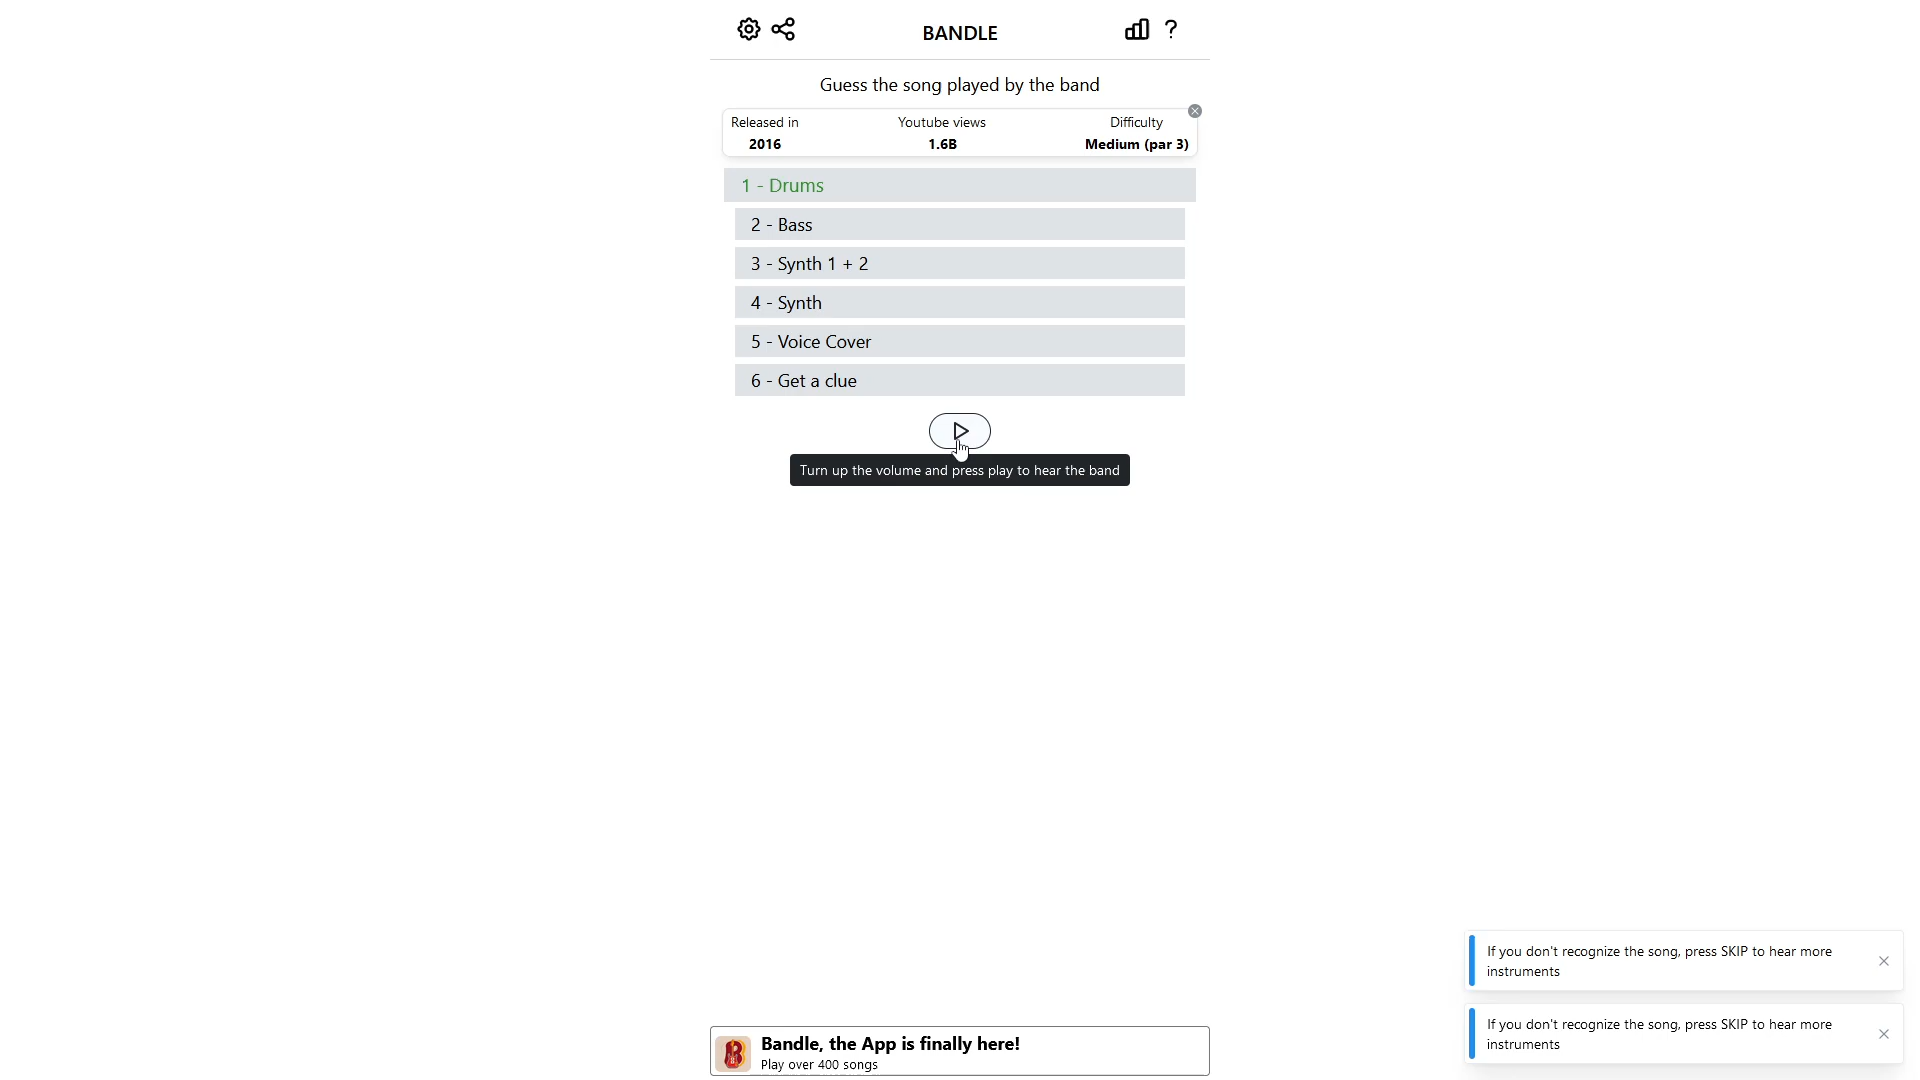 BANDLE
?
Guess the song played by the band
Released in
2016
Youtube views
1.6B
Difficulty
Medium (par 3)
1 - Drums
2 - Bass
3 - Synth 1 + 2
4 - Synth
5 - Voice Cover
6 - Get a clue
Turn up the volume and press play to hear the band
If you don't recognize the song, press SKIP to hear more
instruments
If you don't recognize the song, press SKIP to hear more
instruments
Bandle, the App is finally here!
Play over 400 songs